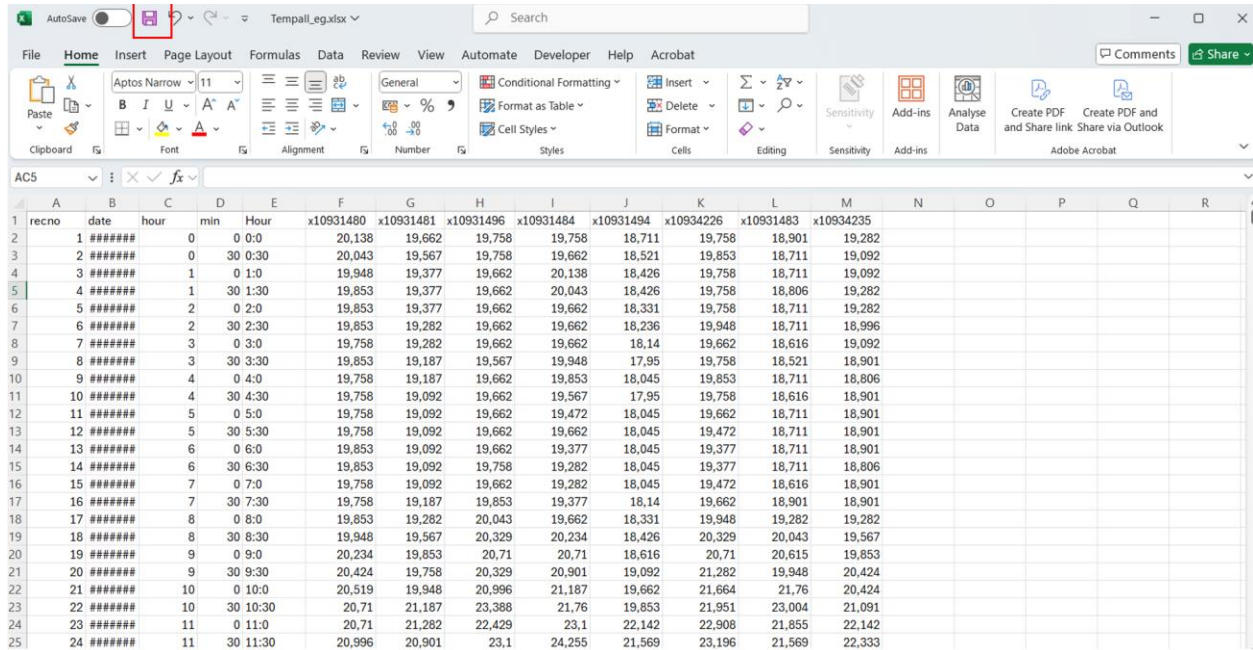 AutoSave Tempall_eg.xlsx Search
File Home Insert Page Layout Formulas Data Review View Automate Developer Help Acrobat Comments Share
Aptos Narrow 11 General Conditional Formatting Insert
Paste B I U Format as Table Delete Sensitivity Add-ins Analyse Data Create PDF and Share link Create PDF and Share via Outlook
Cell Styles Format
Clipboard Font Alignment Number Styles Cells Editing Sensitivity Add-ins Adobe Acrobat
AC5 fx
A B C D E F G H I J K L M N O P Q R
1 recno date hour min Hour x10931480 x10931481 x10931496 x10931484 x10931494 x10934226 x10931483 x10934235
2 1 ####### 0 0 0:0 20,138 19,662 19,758 19,758 18,711 19,758 18,901 19,282
3 2 ####### 0 30 0:30 20,043 19,567 19,758 19,662 18,521 19,853 18,711 19,092
4 3 ####### 1 0 1:0 19,948 19,377 19,662 20,138 18,426 19,758 18,711 19,092
5 4 ####### 1 30 1:30 19,853 19,377 19,662 20,043 18,426 19,758 18,806 19,282
6 5 ####### 2 0 2:0 19,853 19,377 19,662 19,662 18,331 19,758 18,711 19,282
7 6 ####### 2 30 2:30 19,853 19,282 19,662 19,662 18,236 19,948 18,711 18,996
8 7 ####### 3 0 3:0 19,758 19,282 19,662 19,662 18,14 19,662 18,616 19,092
9 8 ####### 3 30 3:30 19,853 19,187 19,567 19,948 17,95 19,758 18,521 18,901
10 9 ####### 4 0 4:0 19,758 19,187 19,662 19,853 18,045 19,853 18,711 18,806
11 10 ####### 4 30 4:30 19,758 19,092 19,662 19,567 17,95 19,758 18,616 18,901
12 11 ####### 5 0 5:0 19,758 19,092 19,662 19,472 18,045 19,662 18,711 18,901
13 12 ####### 5 30 5:30 19,758 19,092 19,662 19,662 18,045 19,472 18,711 18,901
14 13 ####### 6 0 6:0 19,853 19,092 19,662 19,377 18,045 19,377 18,711 18,901
15 14 ####### 6 30 6:30 19,853 19,092 19,758 19,282 18,045 19,377 18,711 18,806
16 15 ####### 7 0 7:0 19,758 19,092 19,662 19,282 18,045 19,472 18,616 18,901
17 16 ####### 7 30 7:30 19,758 19,187 19,853 19,377 18,14 19,662 18,901 18,901
18 17 ####### 8 0 8:0 19,853 19,282 20,043 19,662 18,331 19,948 19,282 19,282
19 18 ####### 8 30 8:30 19,948 19,567 20,329 20,234 18,426 20,329 20,043 19,567
20 19 ####### 9 0 9:0 20,234 19,853 20,71 20,71 18,616 20,71 20,615 19,853
21 20 ####### 9 30 9:30 20,424 19,758 20,329 20,901 19,092 21,282 19,948 20,424
22 21 ####### 10 0 10:0 20,519 19,948 20,996 21,187 19,662 21,664 21,76 20,424
23 22 ####### 10 30 10:30 20,71 21,187 23,388 21,76 19,853 21,951 23,004 21,091
24 23 ####### 11 0 11:0 20,71 21,282 22,429 23,1 22,142 22,908 21,855 22,142
25 24 ####### 11 30 11:30 20,996 20,901 23,1 24,255 21,569 23,196 21,569 22,333